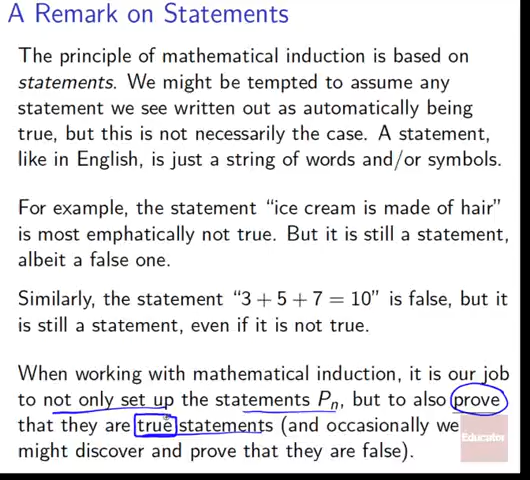 A Remark on Statements
The principle of mathematical induction is based on
statements. We might be tempted to assume any
statement we see written out as automatically being
true, but this is not necessarily the case. A statement,
like in English, is just a string of words and/or symbols.
For example, the statement “ice cream is made of hair”
is most emphatically not true. But it is still a statement,
albeit a false one.
Similarly, the statement “3 + 5 + 7 = 10” is false, but it
is still a statement, even if it is not true.
When working with mathematical induction, it is our job
to not only set up the statements Pn, but to also prove
that they are true statements (and occasionally we
might discover and prove that they are false).
Educator